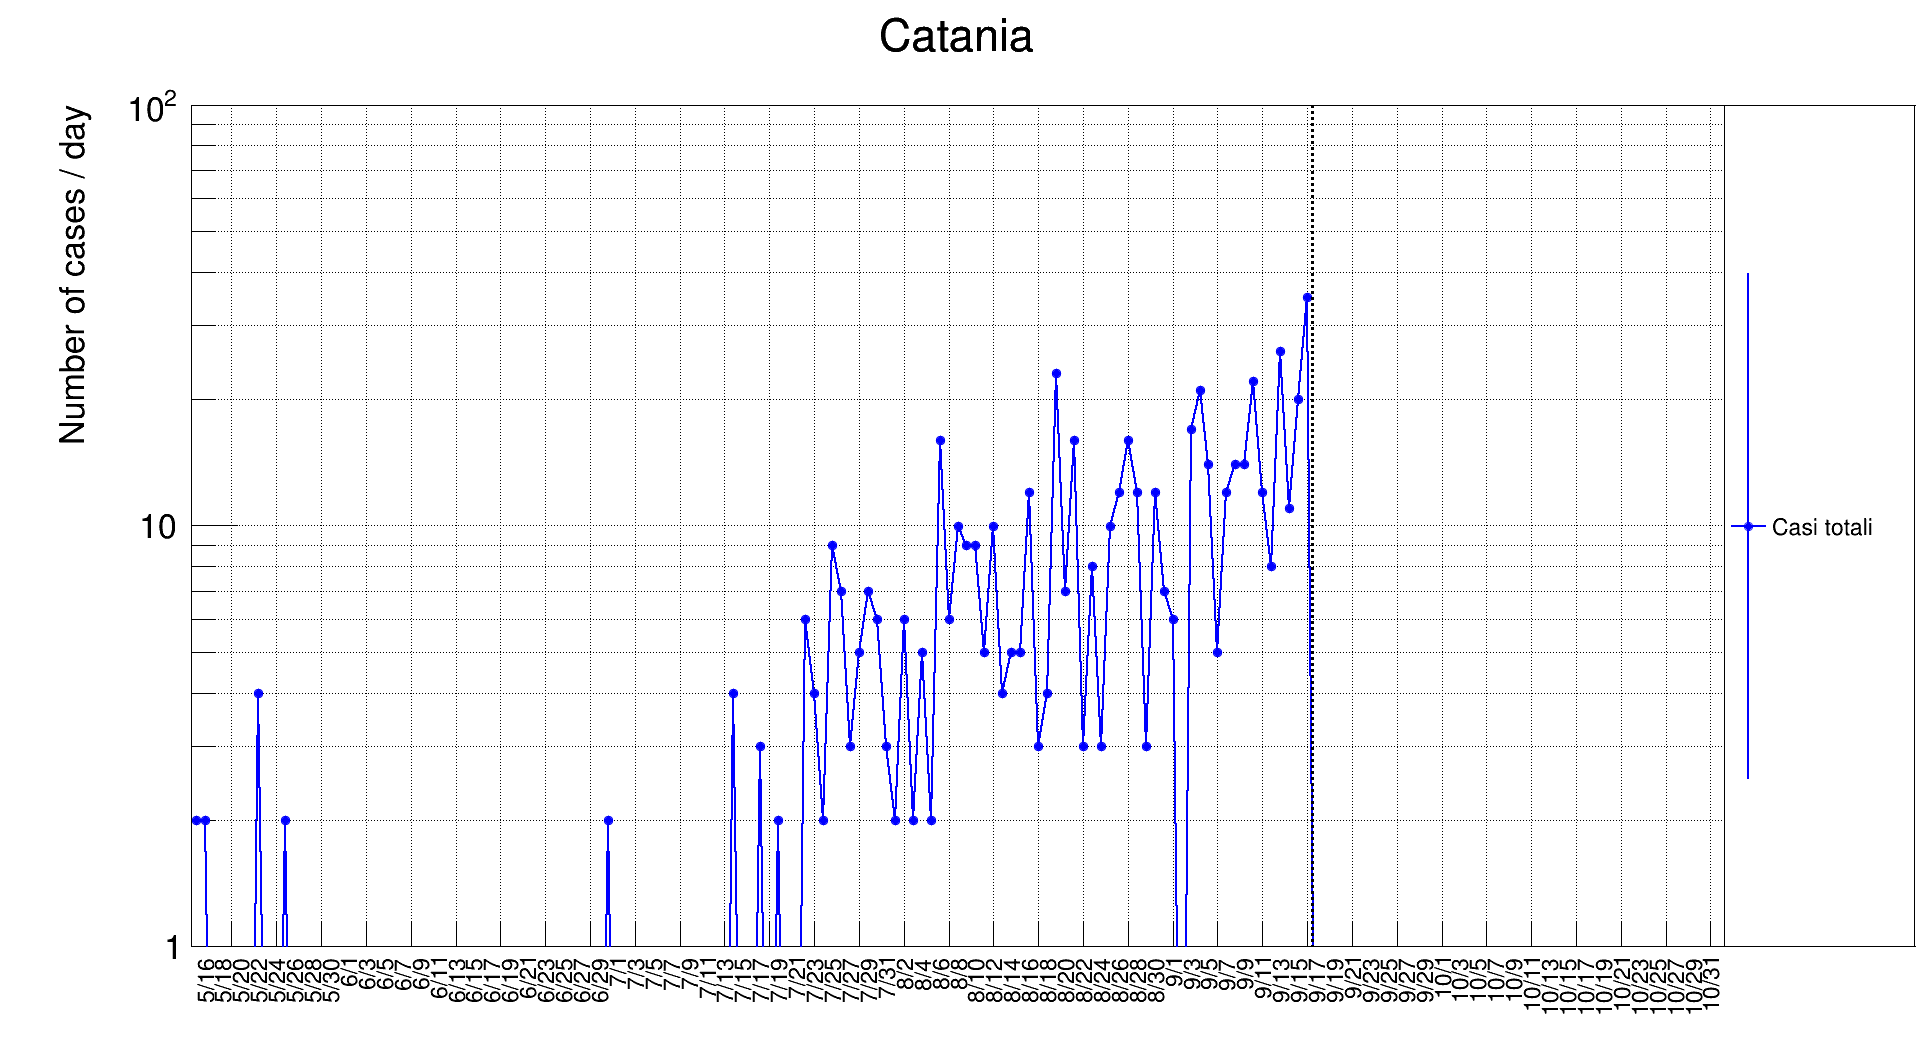 Catania
Number of cases / day
10²
10
1
5/16 5/18 5/20 5/22 5/24 5/26 5/28 5/30 6/1 6/3 6/5 6/7 6/9 6/11 6/13 6/15 6/17 6/19 6/21 6/23 6/25 6/27 6/29 7/1 7/3 7/5 7/7 7/9 7/11 7/13 7/15 7/17 7/19 7/21 7/23 7/25 7/27 7/29 7/31 8/2 8/4 8/6 8/8 8/10 8/12 8/14 8/16 8/18 8/20 8/22 8/24 8/26 8/28 8/30 9/1 9/3 9/5 9/7 9/9 9/11 9/13 9/15 9/17 9/19 9/21 9/23 9/25 9/27 9/29 10/1 10/3 10/5 10/7 10/9 10/11 10/13 10/15 10/17 10/19 10/21 10/23 10/25 10/27 10/29 10/31
Casi totali